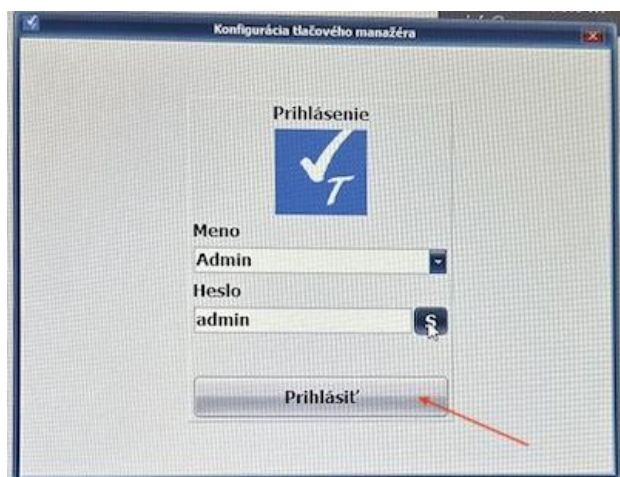 Konfigurácia tlačového manažéra
Prihlásenie
T
Meno
Admin
Heslo
admin
S
Prihlásiť